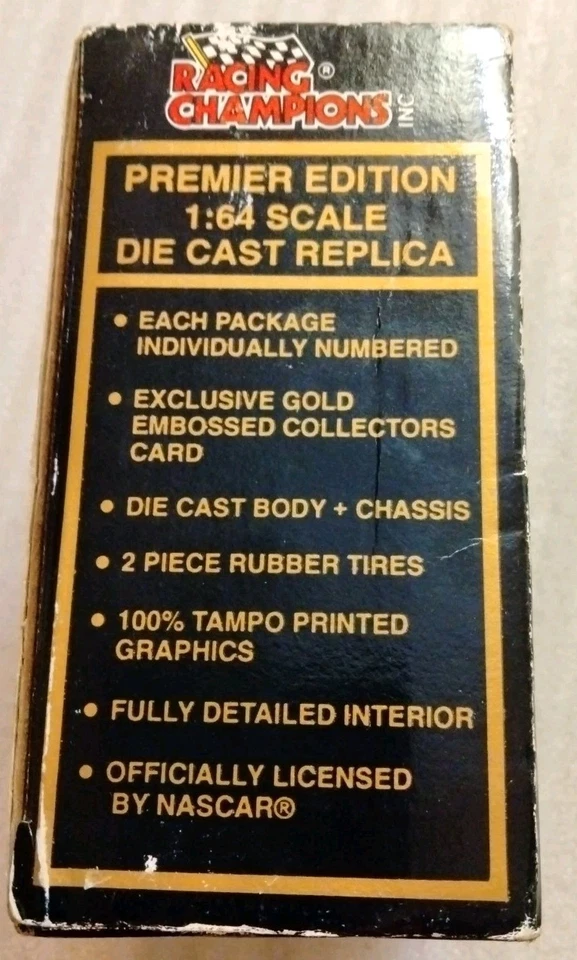 RACING ®
CHAMPIONS INC
PREMIER EDITION
1:64 SCALE
DIE CAST REPLICA
• EACH PACKAGE
INDIVIDUALLY NUMBERED
• EXCLUSIVE GOLD
EMBOSSED COLLECTORS
CARD
• DIE CAST BODY + CHASSIS
• 2 PIECE RUBBER TIRES
• 100% TAMPO PRINTED
GRAPHICS
• FULLY DETAILED INTERIOR
• OFFICIALLY LICENSED
BY NASCAR®